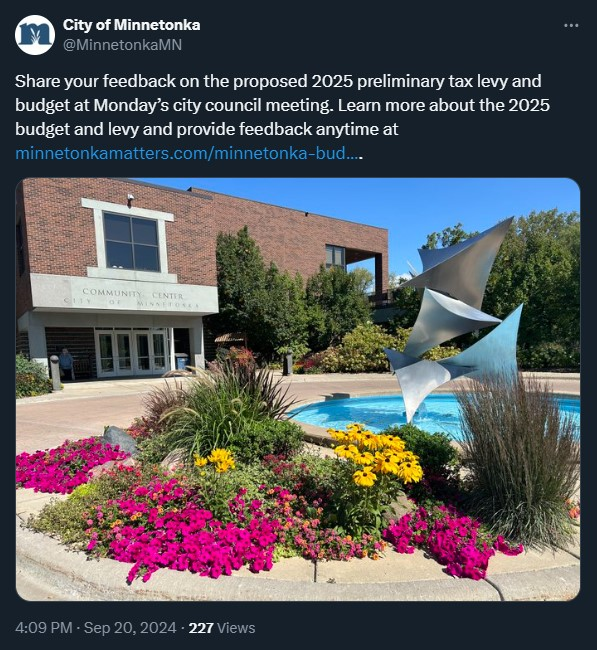 City of Minnetonka
@MinnetonkaMN
Share your feedback on the proposed 2025 preliminary tax levy and
budget at Monday’s city council meeting. Learn more about the 2025
budget and levy and provide feedback anytime at
minnetonkamatters.com/minnetonka-bud....
COMMUNITY CENTER
CITY OF MINNETONKA
4:09 PM · Sep 20, 2024 · 227 Views